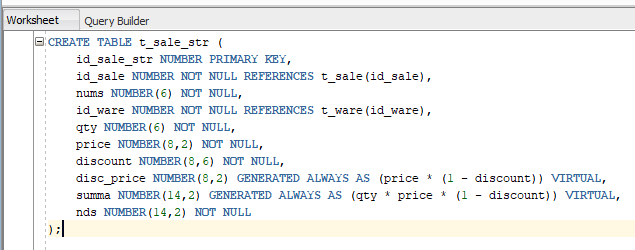 Worksheet Query Builder
CREATE TABLE t_sale_str (
id_sale_str NUMBER PRIMARY KEY,
id_sale NUMBER NOT NULL REFERENCES t_sale(id_sale),
nums NUMBER(6) NOT NULL,
id_ware NUMBER NOT NULL REFERENCES t_ware(id_ware),
qty NUMBER(6) NOT NULL,
price NUMBER(8,2) NOT NULL,
discount NUMBER(8,6) NOT NULL,
disc_price NUMBER(8,2) GENERATED ALWAYS AS (price * (1 - discount)) VIRTUAL,
summa NUMBER(14,2) GENERATED ALWAYS AS (qty * price * (1 - discount)) VIRTUAL,
nds NUMBER(14,2) NOT NULL
);